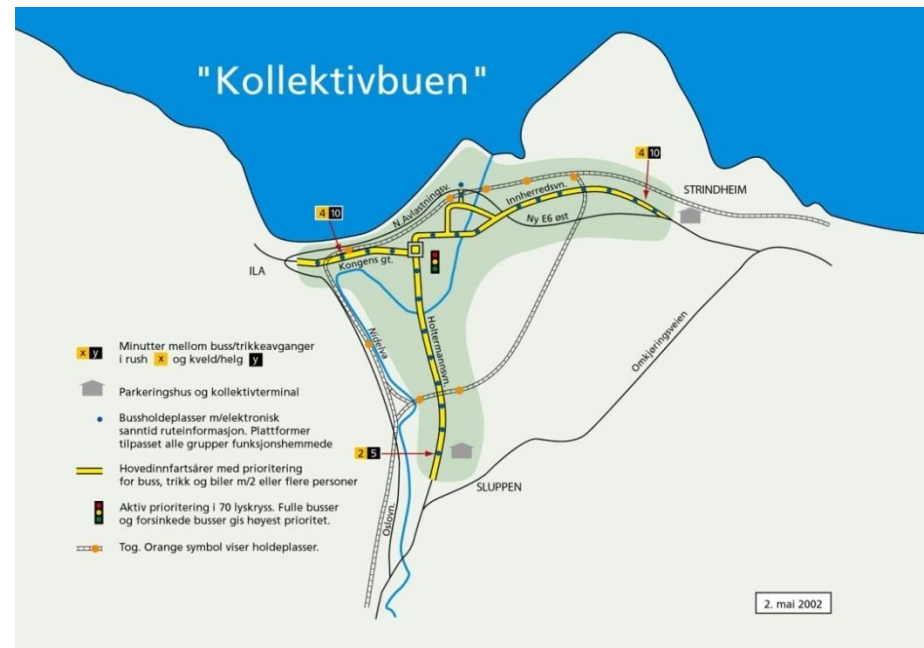 "Kollektivbuen"
4 10
STRINDHEIM
N.Avlastningsv.
Innherredsvn.
Ny E6 øst
4 10
Kongens gt.
ILA
Nidelva
Holtermannsvn.
Omkjøringsveien
2 5
SLUPPEN
Oslovn.
x y Minutter mellom buss/trikkeavganger
i rush x og kveld/helg y
Parkeringshus og kollektivterminal
Bussholdeplasser m/elektronisk
sanntid ruteinformasjon. Plattformer
tilpasset alle grupper funksjonshemmede
Hovedinnfartsårer med prioritering
for buss, trikk og biler m/2 eller flere personer
Aktiv prioritering i 70 lyskryss. Fulle busser
og forsinkede busser gis høyest prioritet.
Tog. Orange symbol viser holdeplasser.
2. mai 2002